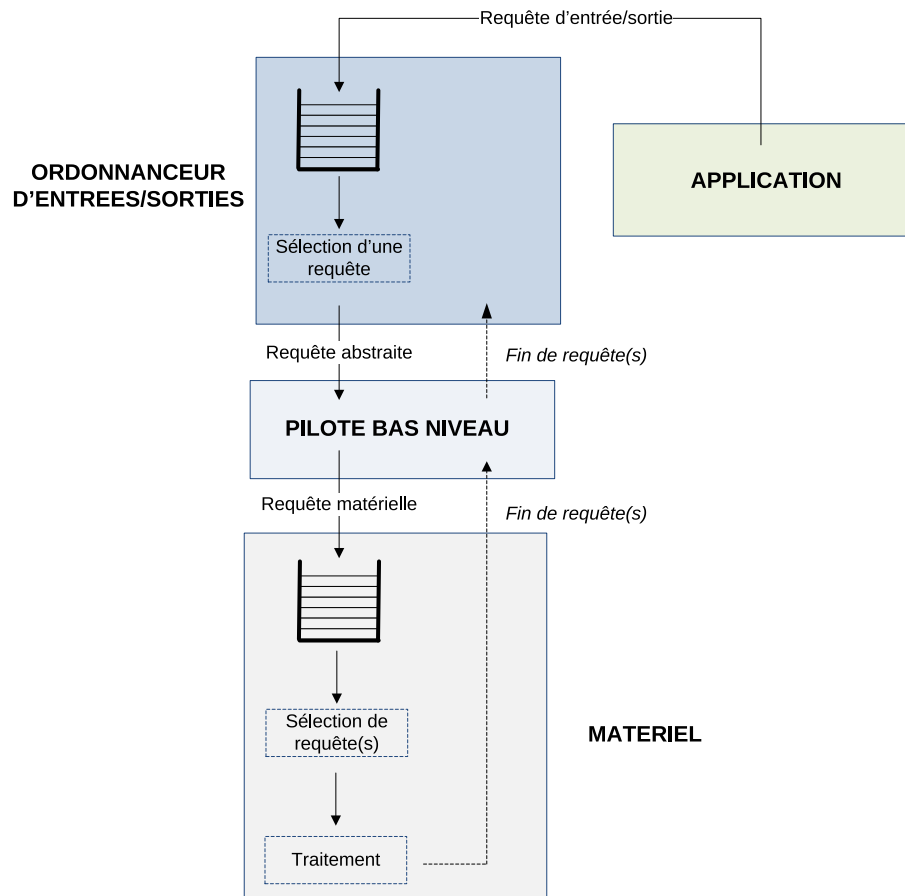 Requête d’entrée/sortie
ORDONNANCEUR
D’ENTREES/SORTIES
APPLICATION
Sélection d’une
requête
Requête abstraite
Fin de requête(s)
PILOTE BAS NIVEAU
Requête matérielle
Fin de requête(s)
Sélection de
requête(s)
MATERIEL
Traitement